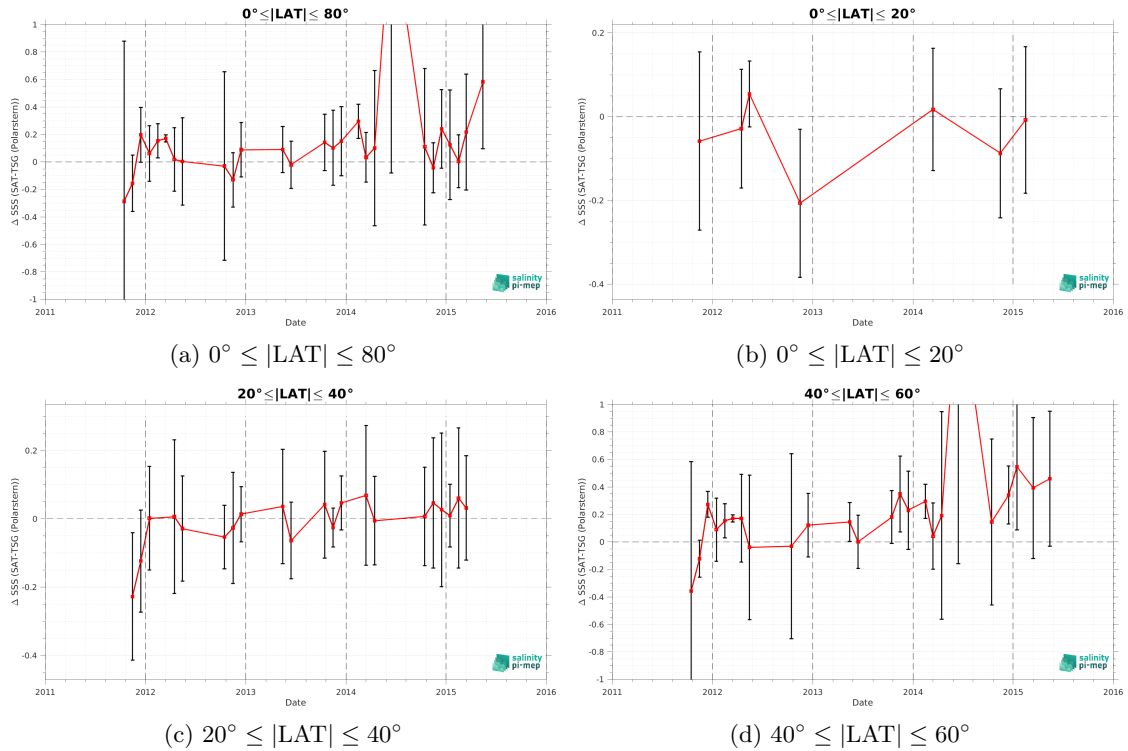 0°≤|LAT|≤ 80°
1
0.8
0.6
0.4
0.2
0
-0.2
-0.4
-0.6
-0.8
-1
Δ SSS (SAT-TSG (Polarstern))
2011 2012 2013 2014 2015 2016
Date
salinity
pi-mep
(a) 0° ≤ |LAT| ≤ 80°
0°≤|LAT|≤ 20°
0.2
0
-0.2
-0.4
Δ SSS (SAT-TSG (Polarstern))
2011 2012 2013 2014 2015 2016
Date
salinity
pi-mep
(b) 0° ≤ |LAT| ≤ 20°
20°≤|LAT|≤ 40°
0.2
0
-0.2
-0.4
Δ SSS (SAT-TSG (Polarstern))
2011 2012 2013 2014 2015 2016
Date
salinity
pi-mep
(c) 20° ≤ |LAT| ≤ 40°
40°≤|LAT|≤ 60°
1
0.8
0.6
0.4
0.2
0
-0.2
-0.4
-0.6
-0.8
-1
Δ SSS (SAT-TSG (Polarstern))
2011 2012 2013 2014 2015 2016
Date
salinity
pi-mep
(d) 40° ≤ |LAT| ≤ 60°